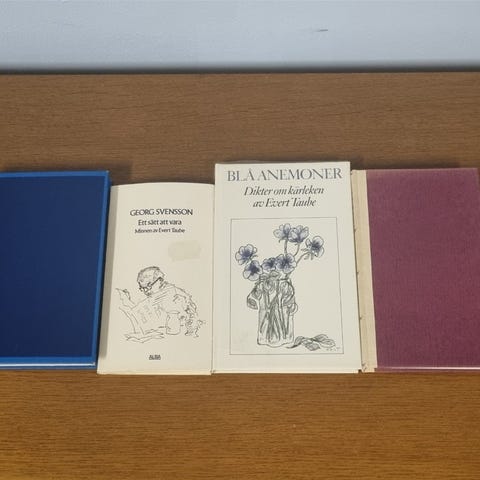 GEORG SVENSSON
Ett sätt att vara
Minnen av Evert Taube
ALBA
BLÅ ANEMONER
Dikter om kärleken
av Evert Taube